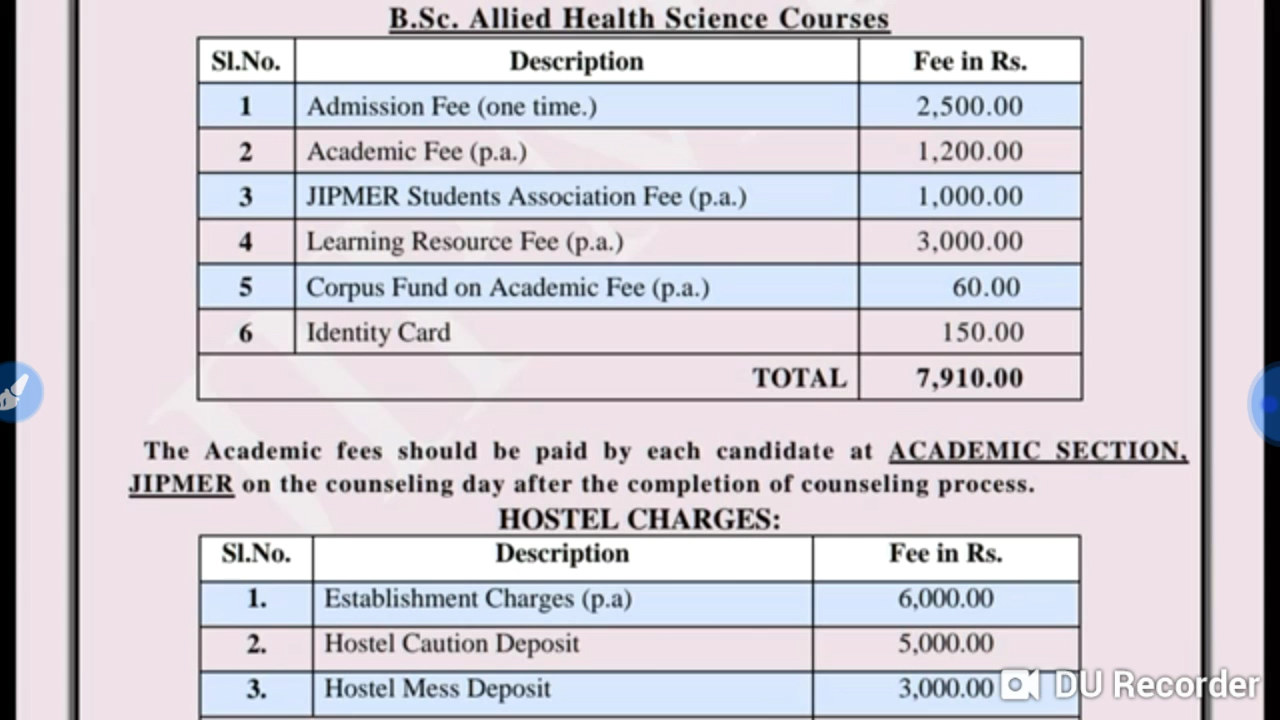 B.Sc. Allied Health Science Courses
Sl.No. Description Fee in Rs.
1 Admission Fee (one time.) 2,500.00
2 Academic Fee (p.a.) 1,200.00
3 JIPMER Students Association Fee (p.a.) 1,000.00
4 Learning Resource Fee (p.a.) 3,000.00
5 Corpus Fund on Academic Fee (p.a.) 60.00
6 Identity Card 150.00
TOTAL 7,910.00
The Academic fees should be paid by each candidate at ACADEMIC SECTION,
JIPMER on the counseling day after the completion of counseling process.
HOSTEL CHARGES:
Sl.No. Description Fee in Rs.
1. Establishment Charges (p.a) 6,000.00
2. Hostel Caution Deposit 5,000.00
3. Hostel Mess Deposit 3,000.00
DU Recorder